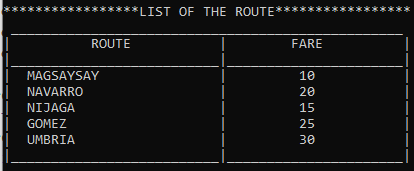 *****************LIST OF THE ROUTE*****************
ROUTE | FARE
MAGSAYSAY | 10
NAVARRO | 20
NIJAGA | 15
GOMEZ | 25
UMBRIA | 30